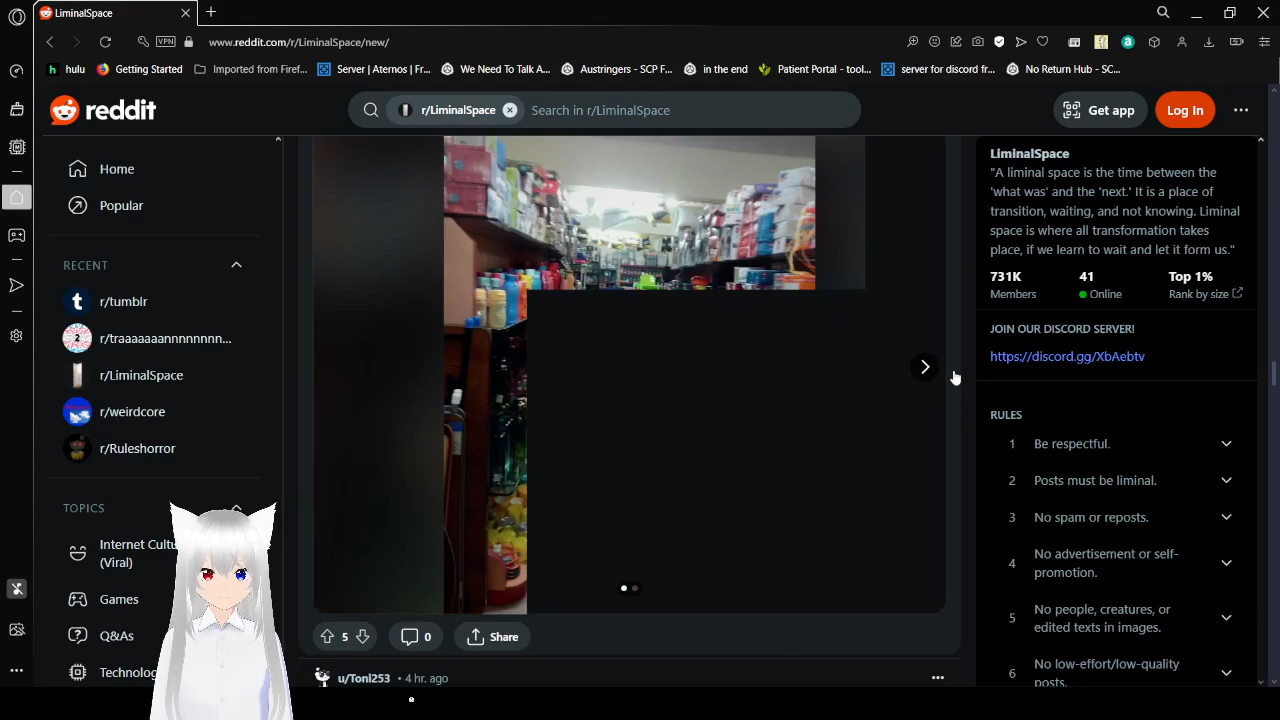 LiminalSpace
www.reddit.com/r/LiminalSpace/new/
VPN
hulu
Getting Started
Imported from Firef...
Server | Aternos | Fr...
We Need To Talk A...
Austringers - SCP F...
in the end
Patient Portal - tool...
server for discord fr...
No Return Hub - SC...
reddit
r/LiminalSpace
Search in r/LiminalSpace
Get app
Log In
Home
Popular
RECENT
r/tumblr
r/traaaaaaannnnnnnn...
r/LiminalSpace
r/weirdcore
r/Ruleshorror
TOPICS
Internet Cultu
(Viral)
Games
Q&As
Technolog
5
0
Share
u/Toni253 • 4 hr. ago
LiminalSpace
"A liminal space is the time between the
'what was' and the 'next.' It is a place of
transition, waiting, and not knowing. Liminal
space is where all transformation takes
place, if we learn to wait and let it form us."
731K 41 Top 1%
Members Online Rank by size
JOIN OUR DISCORD SERVER!
https://discord.gg/XbAebtv
RULES
1 Be respectful.
2 Posts must be liminal.
3 No spam or reposts.
4 No advertisement or self-
promotion.
5 No people, creatures, or
edited texts in images.
6 No low-effort/low-quality
posts.